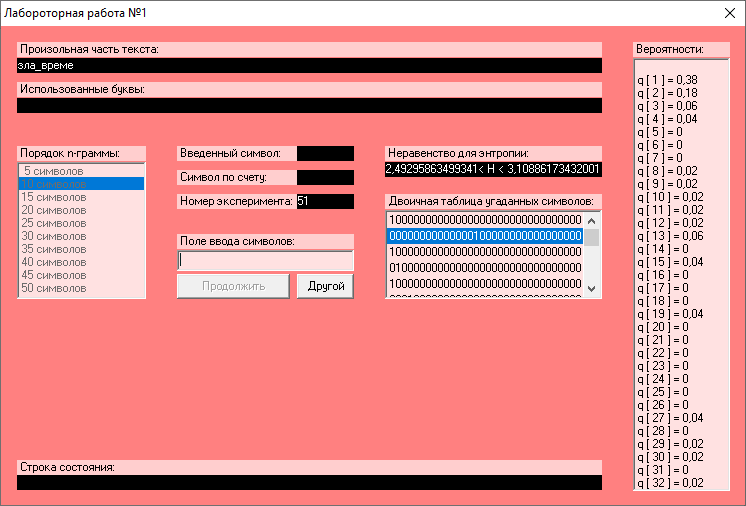 Лабороторная работа №1
Произольная часть текста:
зла_време
Использованные буквы:
Порядок n-граммы:
5 символов
15 символов
20 символов
25 символов
30 символов
35 символов
40 символов
45 символов
50 символов
Введенный символ:
Символ по счету:
Номер эксперимента: 51
Поле ввода символов:
Продолжить
Другой
Неравенство для энтропии:
2,49295863499341< H < 3,10886173432001
Двоичная таблица угаданных символов:
10000000000000000000000000000000
00000000000000100000000000000000
10000000000000000000000000000000
01000000000000000000000000000000
10000000000000000000000000000000
Строка состояния:
Вероятности:
q [ 1 ] = 0,38
q [ 2 ] = 0,18
q [ 3 ] = 0,06
q [ 4 ] = 0,04
q [ 5 ] = 0
q [ 6 ] = 0
q [ 7 ] = 0
q [ 8 ] = 0,02
q [ 9 ] = 0,02
q [ 10 ] = 0,02
q [ 11 ] = 0,02
q [ 12 ] = 0,02
q [ 13 ] = 0,06
q [ 14 ] = 0
q [ 15 ] = 0,04
q [ 16 ] = 0
q [ 17 ] = 0
q [ 18 ] = 0
q [ 19 ] = 0,04
q [ 20 ] = 0
q [ 21 ] = 0
q [ 22 ] = 0
q [ 23 ] = 0
q [ 24 ] = 0
q [ 25 ] = 0
q [ 26 ] = 0
q [ 27 ] = 0,04
q [ 28 ] = 0
q [ 29 ] = 0,02
q [ 30 ] = 0,02
q [ 31 ] = 0
q [ 32 ] = 0,02